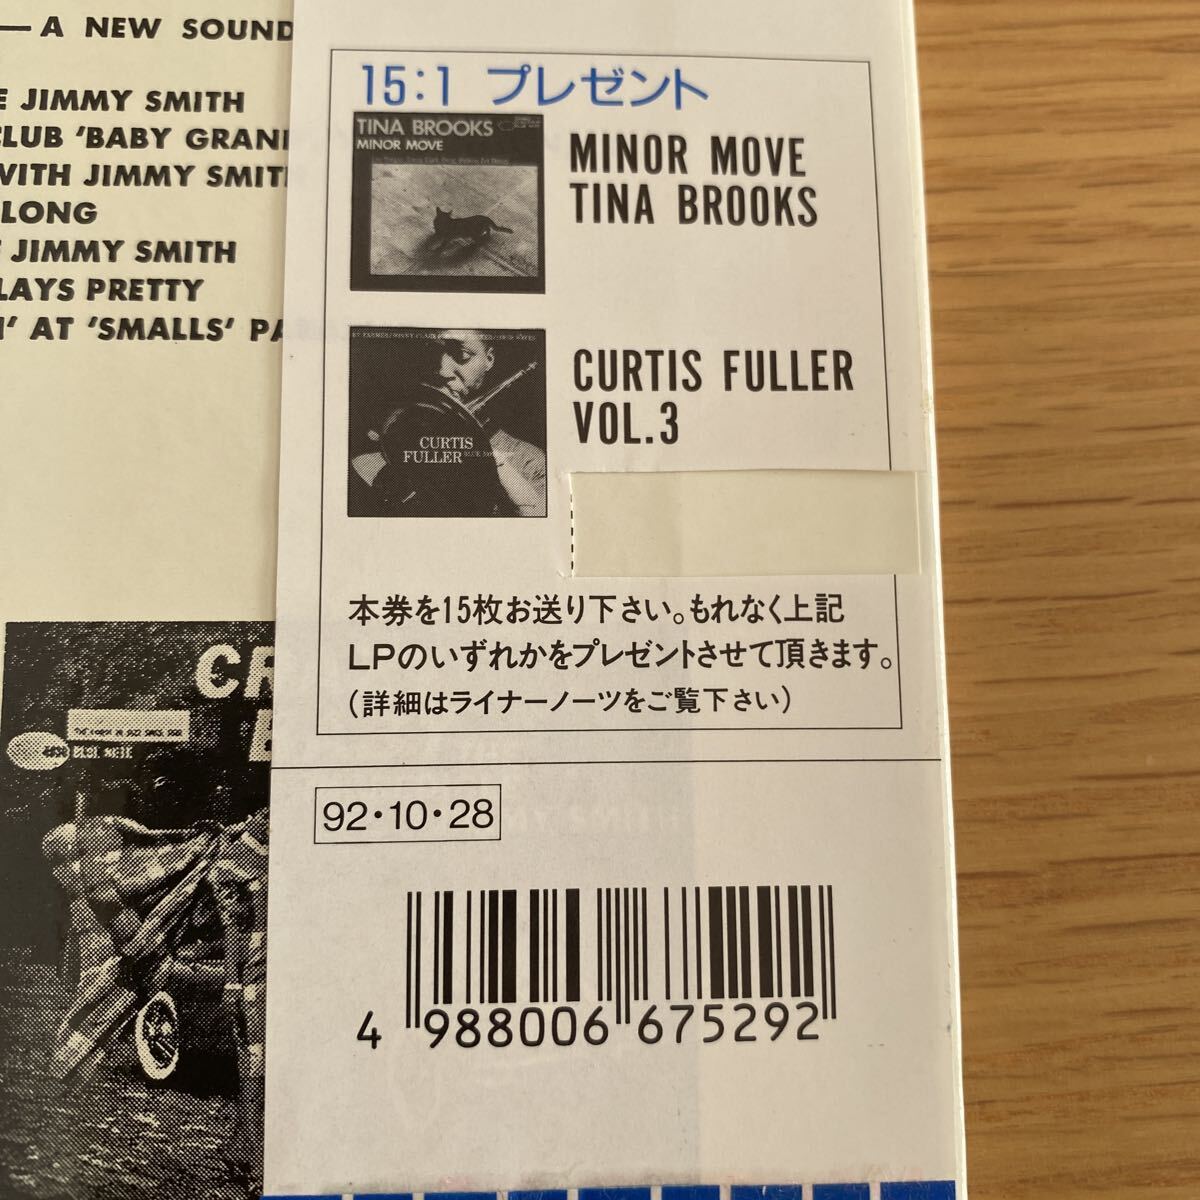 —A NEW SOUND
E JIMMY SMITH
CLUB 'BABY GRAN
WITH JIMMY SMIT
LONG
F JIMMY SMITH
LAYS PRETTY
' AT 'SMALLS' PA
15:1 プレゼント
TINA BROOKS
MINOR MOVE
MINOR MOVE
TINA BROOKS
CURTIS
FULLER
CURTIS FULLER
VOL.3
本券を15枚お送り下さい。もれなく上記
LPのいずれかをプレゼントさせて頂きます。
(詳細はライナーノーツをご覧下さい)
CR
BLUE NOTE
92・10・28
4 988006 675292